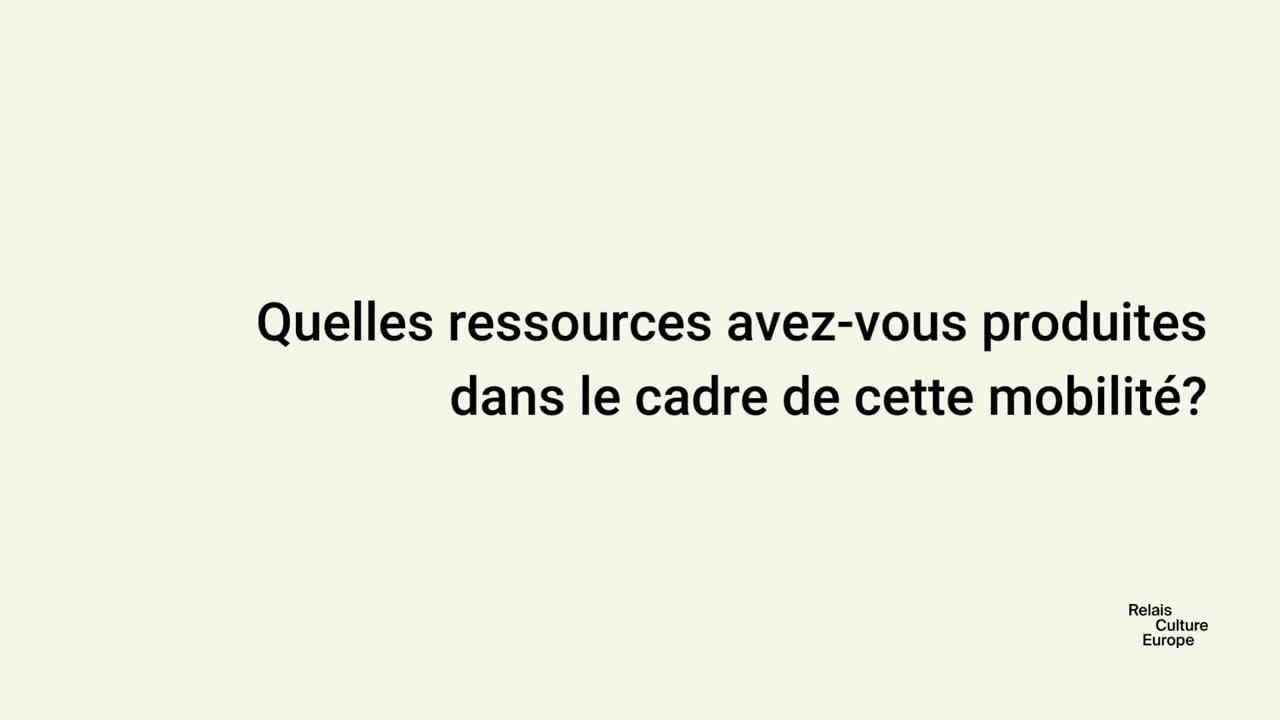 Quelles ressources avez-vous produites
dans le cadre de cette mobilité?
Relais
Culture
Europe